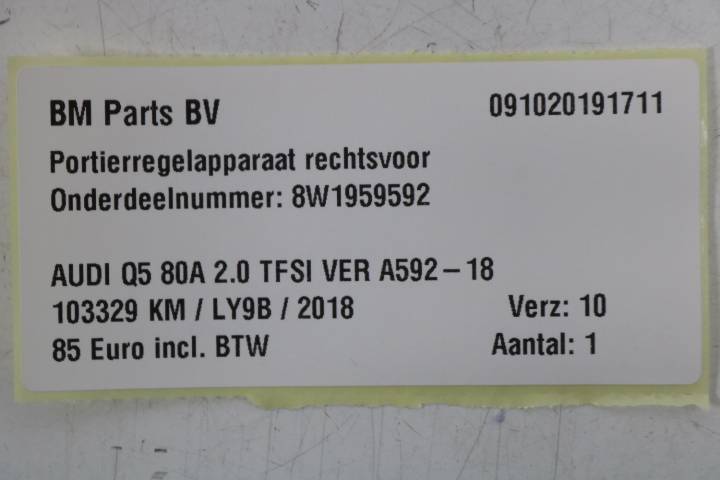 BM Parts BV 091020191711
Portierregelapparaat rechtsvoor
Onderdeelnummer: 8W1959592
AUDI Q5 80A 2.0 TFSI VER A592-18
103329 KM / LY9B / 2018 Verz: 10
85 Euro incl. BTW Aantal: 1